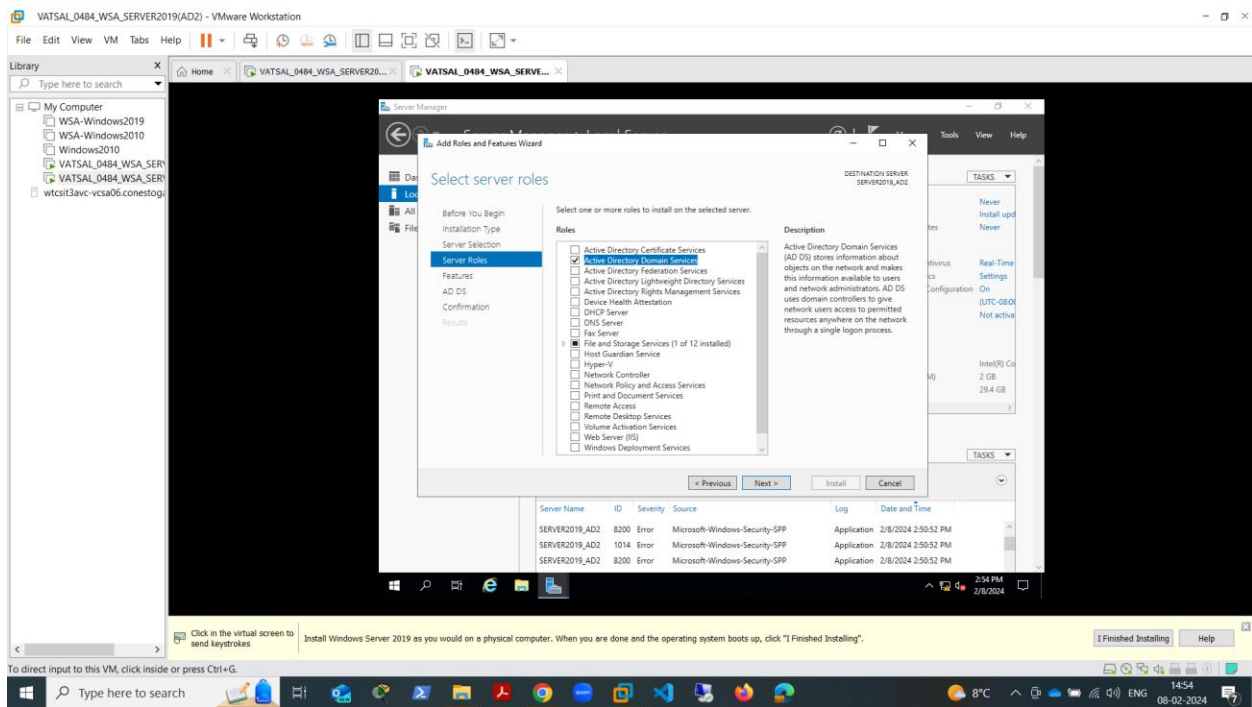 VATSAL_0484_WSA_SERVER2019(AD2) - VMware Workstation
File Edit View VM Tabs Help
Library
Home
VATSAL_0484_WSA_SERVER20...
VATSAL_0484_WSA_SERVE...
Type here to search
My Computer
WSA-Windows2019
WSA-Windows2010
Windows2010
VATSAL_0484_WSA_SER
VATSAL_0484_WSA_SER
wtcsit3avc-vcsa06.conestoga
Server Manager
Tools View Help
Add Roles and Features Wizard
Select server roles
DESTINATION SERVER
SERVER2019_AD2
Before You Begin
Installation Type
Server Selection
Server Roles
Features
AD DS
Confirmation
Results
Select one or more roles to install on the selected server.
Roles
Active Directory Certificate Services
Active Directory Domain Services
Active Directory Federation Services
Active Directory Lightweight Directory Services
Active Directory Rights Management Services
Device Health Attestation
DHCP Server
DNS Server
Fax Server
File and Storage Services (1 of 12 installed)
Host Guardian Service
Hyper-V
Network Controller
Network Policy and Access Services
Print and Document Services
Remote Access
Remote Desktop Services
Volume Activation Services
Web Server (IIS)
Windows Deployment Services
Description
Active Directory Domain Services
(AD DS) stores information about
objects on the network and makes
this information available to users
and network administrators. AD DS
uses domain controllers to give
network users access to permitted
resources anywhere on the network
through a single logon process.
< Previous Next > Install Cancel
TASKS
Never
Install upd
Never
Real-Time
Settings
Configuration On
(UTC-08:00
Not activa
Intel(R) Co
2 GB
29.4 GB
TASKS
Server Name ID Severity Source Log Date and Time
SERVER2019_AD2 8200 Error Microsoft-Windows-Security-SPP Application 2/8/2024 2:50:52 PM
SERVER2019_AD2 1014 Error Microsoft-Windows-Security-SPP Application 2/8/2024 2:50:52 PM
SERVER2019_AD2 8200 Error Microsoft-Windows-Security-SPP Application 2/8/2024 2:50:52 PM
2:54 PM
2/8/2024
Click in the virtual screen to
send keystrokes
Install Windows Server 2019 as you would on a physical computer. When you are done and the operating system boots up, click "I Finished Installing".
I Finished Installing Help
To direct input to this VM, click inside or press Ctrl+G.
Type here to search
8°C
ENG
14:54
08-02-2024